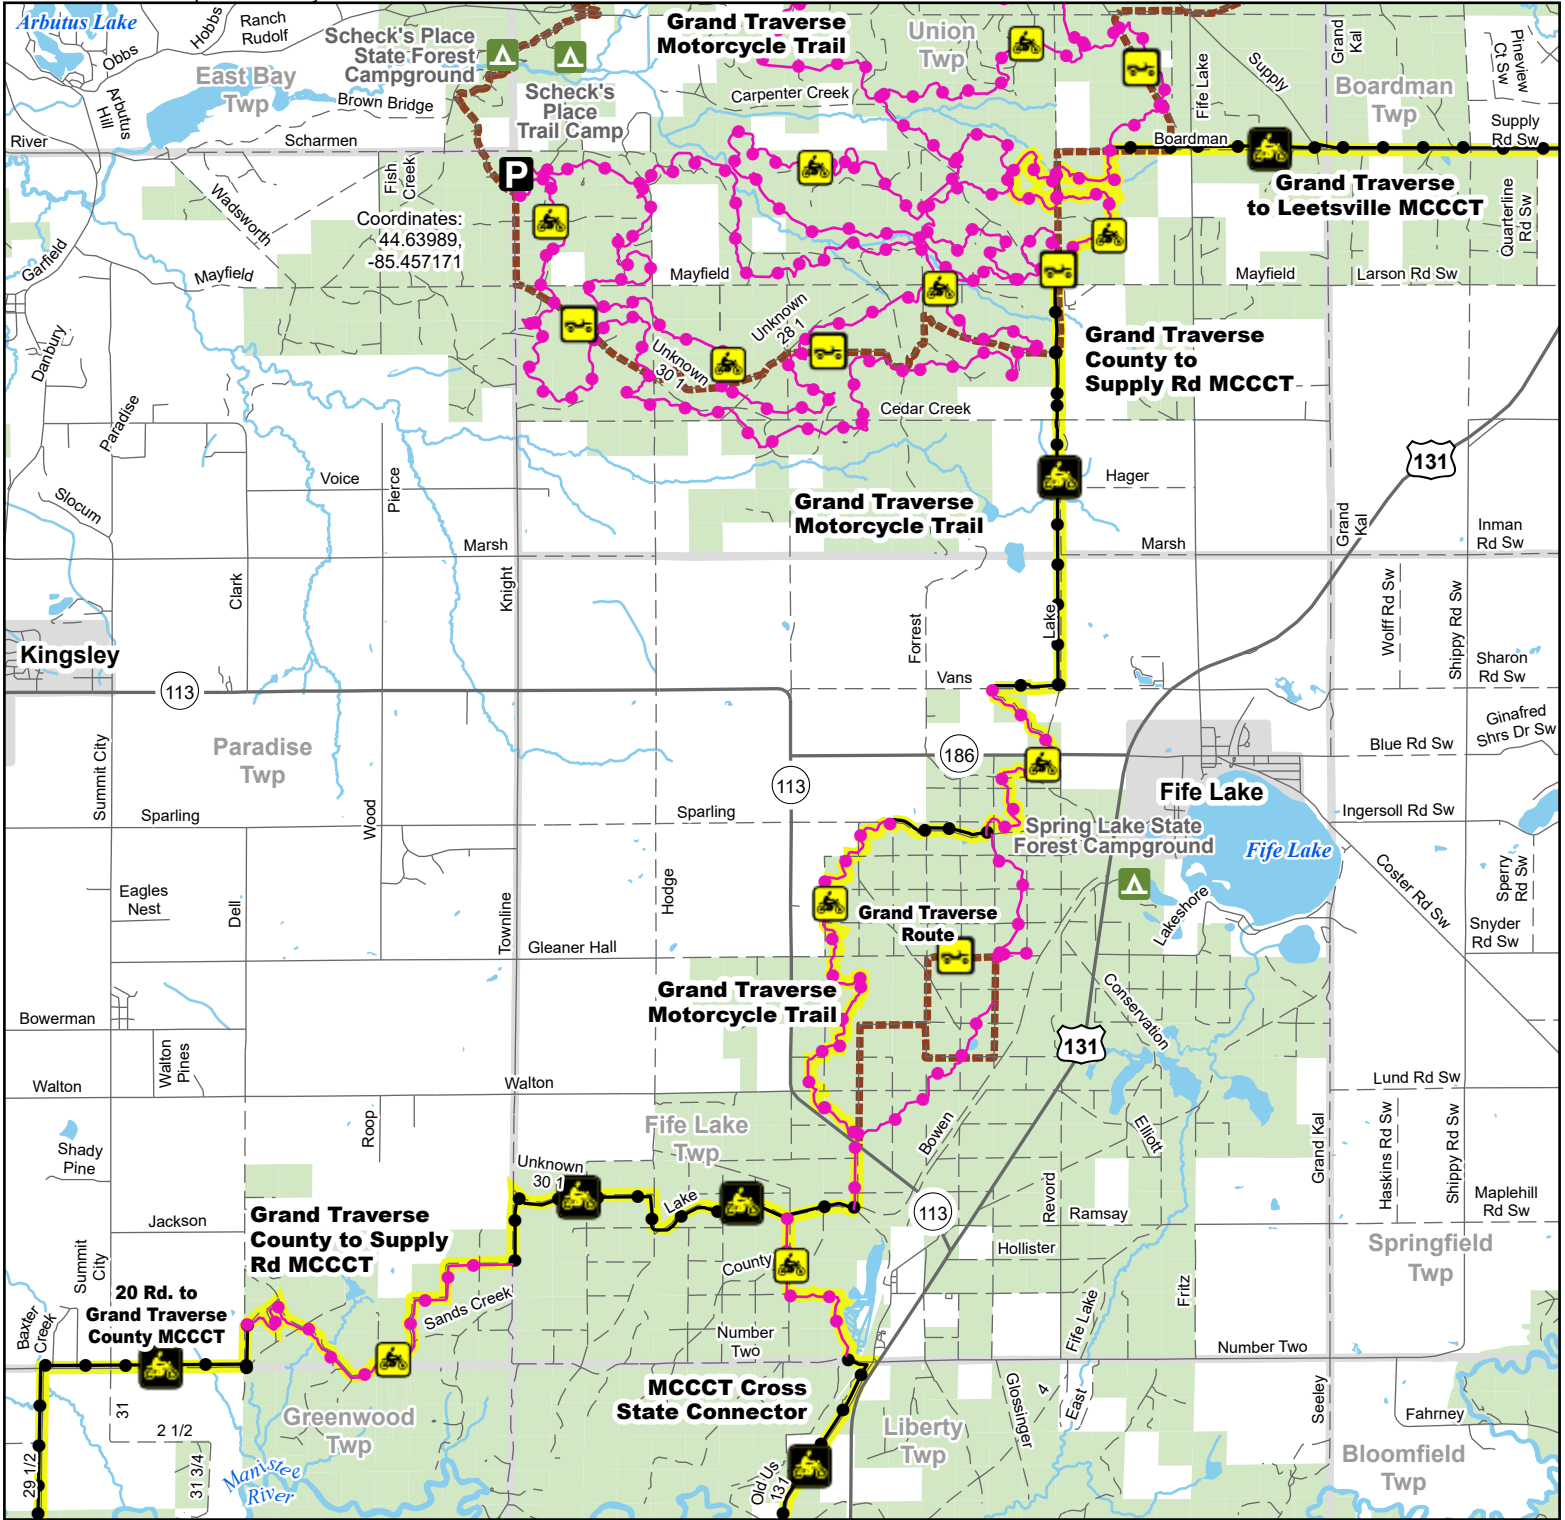 Arbutus Lake
Hobbs
Ranch
Rudolf
Obbs
Scheck's Place
State Forest
Campground
Grand Traverse
Motorcycle Trail
Union
Twp
Fife Lake
Supply
Grand
Kal
Pineview
Ct Sw
East Bay
Twp
Brown Bridge
Scheck's
Place
Trail Camp
Carpenter Creek
Boardman
Twp
Arbutus
Hill
River
Scharmen
Boardman
Supply
Rd Sw
P
Fish
Creek
Wadsworth
Coordinates:
44.63989,
-85.457171
Grand Traverse
to Leetsville MCCCT
Quarterline
Rd Sw
Garfield
Mayfield
Mayfield
Mayfield
Larson Rd Sw
Danbury
Unknown
28 1
Unknown
30 1
Grand Traverse
County to
Supply Rd MCCCT
Paradise
Cedar Creek
131
Voice
Pierce
Hager
Slocum
Grand Traverse
Motorcycle Trail
Grand
Kal
Inman
Rd Sw
Marsh
Marsh
Clark
Knight
Forrest
Lake
Wolff Rd Sw
Shippy Rd Sw
Kingsley
Sharon
Rd Sw
113
Vans
Summit City
Paradise
Twp
186
Ginafred
Shrs Dr Sw
Blue Rd Sw
113
Fife Lake
Sparling
Wood
Sparling
Ingersoll Rd Sw
Spring Lake State
Forest Campground
Fife Lake
Eagles
Nest
Dell
Hodge
Coster Rd Sw
Sperry
Rd Sw
Grand Traverse
Route
Lakeshore
Townline
Gleaner Hall
Snyder
Rd Sw
Grand Traverse
Motorcycle Trail
Conservation
Bowerman
131
Walton
Pines
Walton
Walton
Lund Rd Sw
Roop
Fife Lake
Twp
Bowen
Elliott
Grand Kal
Haskins Rd Sw
Shippy Rd Sw
Shady
Pine
Unknown
30 1
Lake
Revord
113
Ramsay
Maplehill
Rd Sw
Jackson
Grand Traverse
County to Supply
Rd MCCCT
Hollister
Springfield
Twp
Summit
City
County
Fritz
20 Rd. to
Grand Traverse
County MCCCT
Sands Creek
Baxter
Creek
Number
Two
Fife Lake
Number Two
MCCCT Cross
State Connector
Glossinger
4
East
Seeley
31
Greenwood
Twp
Liberty
Twp
Fahrney
2 1/2
Bloomfield
Twp
29 1/2
31 3/4
Manistee
River
Old Us
131